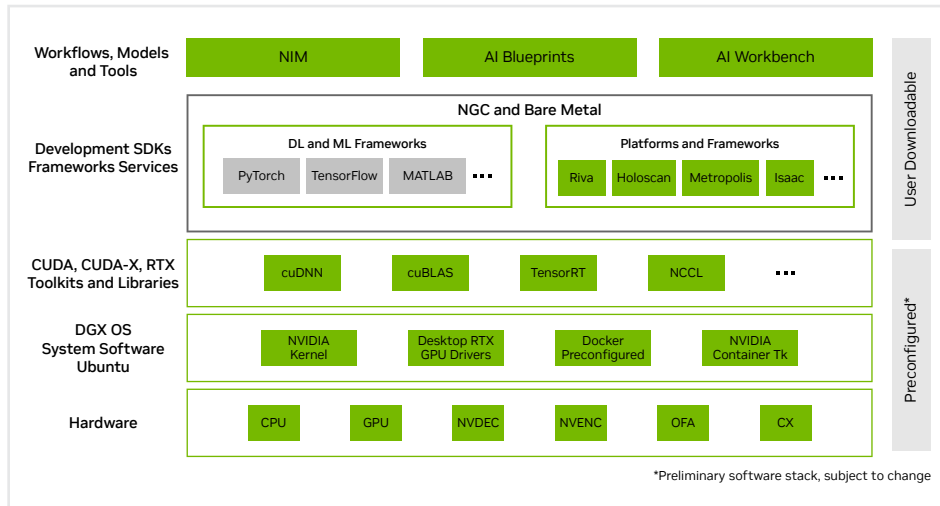 Workflows, Models
and Tools
NIM
AI Blueprints
AI Workbench
User Downloadable
NGC and Bare Metal
Development SDKs
Frameworks Services
DL and ML Frameworks
PyTorch
TensorFlow
MATLAB
...
Platforms and Frameworks
Riva
Holoscan
Metropolis
Isaac
...
CUDA, CUDA-X, RTX
Toolkits and Libraries
cuDNN
cuBLAS
TensorRT
NCCL
...
Preconfigured*
DGX OS
System Software
Ubuntu
NVIDIA
Kernel
Desktop RTX
GPU Drivers
Docker
Preconfigured
NVIDIA
Container Tk
Hardware
CPU
GPU
NVDEC
NVENC
OFA
CX
*Preliminary software stack, subject to change